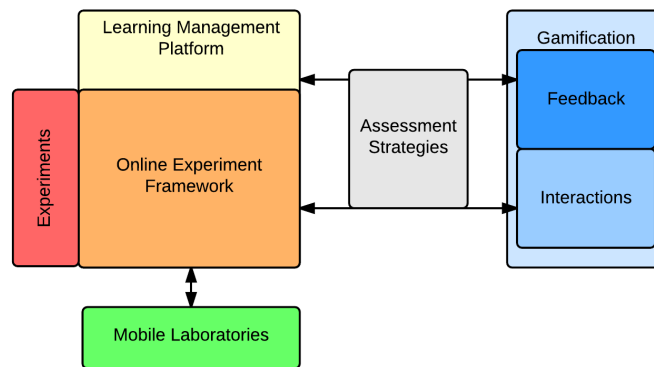 Learning Management
Platform
Gamification
Feedback
Assessment
Strategies
Experiments
Online Experiment
Framework
Interactions
Mobile Laboratories